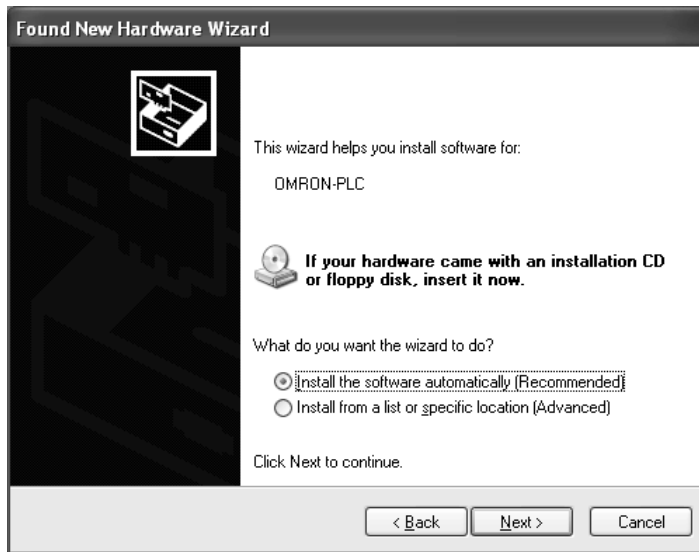 Found New Hardware Wizard
This wizard helps you install software for:
OMRON-PLC
If your hardware came with an installation CD
or floppy disk, insert it now.
What do you want the wizard to do?
Install the software automatically (Recommended)
Install from a list or specific location (Advanced)
Click Next to continue.
< Back Next > Cancel